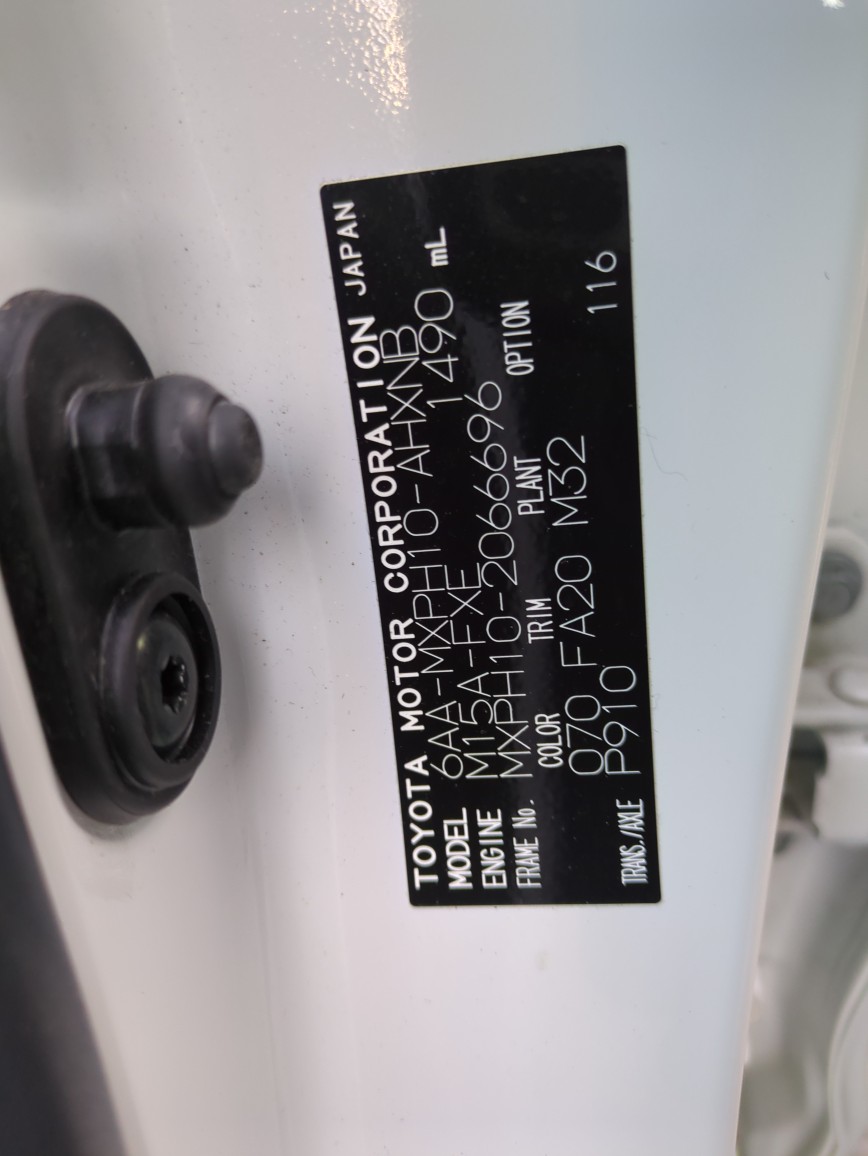 TOYOTA MOTOR CORPORATION JAPAN
MODEL 6AA-MXPH10-AHXNB
ENGINE M15A-FXE 1490 mL
FRAME No. MXPH10-2066696
COLOR TRIM PLANT OPTION
070 FA20 M32
TRANS./AXLE P910 116